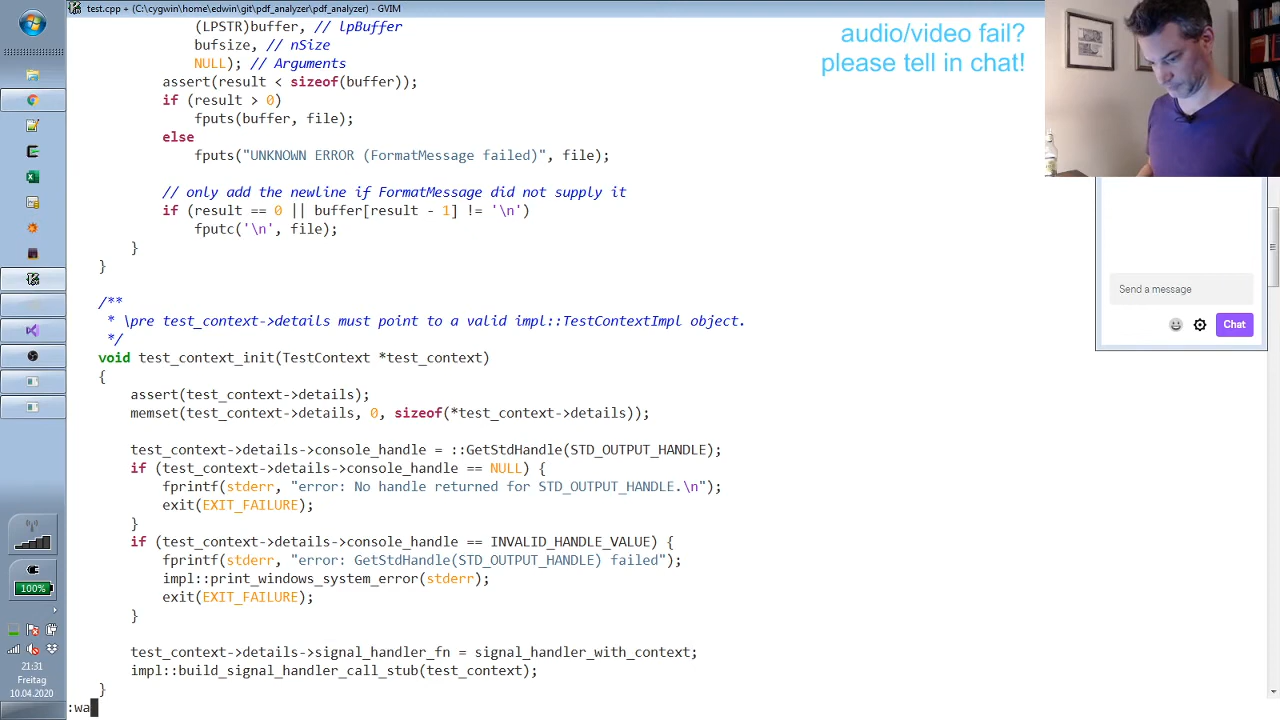 test.cpp + (C:\cygwin\home\edwin\git\pdf_analyzer\pdf_analyzer) - GVIM
(LPSTR)buffer, // lpBuffer
bufsize, // nSize
NULL); // Arguments
assert(result < sizeof(buffer));
if (result > 0)
fputs(buffer, file);
else
fputs("UNKNOWN ERROR (FormatMessage failed)", file);
// only add the newline if FormatMessage did not supply it
if (result == 0 || buffer[result - 1] != '\n')
fputc('\n', file);
}
}
/**
* \pre test_context->details must point to a valid impl::TestContextImpl object.
*/
void test_context_init(TestContext *test_context)
{
assert(test_context->details);
memset(test_context->details, 0, sizeof(*test_context->details));
test_context->details->console_handle = ::GetStdHandle(STD_OUTPUT_HANDLE);
if (test_context->details->console_handle == NULL) {
fprintf(stderr, "error: No handle returned for STD_OUTPUT_HANDLE.\n");
exit(EXIT_FAILURE);
}
if (test_context->details->console_handle == INVALID_HANDLE_VALUE) {
fprintf(stderr, "error: GetStdHandle(STD_OUTPUT_HANDLE) failed");
impl::print_windows_system_error(stderr);
exit(EXIT_FAILURE);
}
test_context->details->signal_handler_fn = signal_handler_with_context;
impl::build_signal_handler_call_stub(test_context);
}
:wa
audio/video fail?
please tell in chat!
Send a message
Chat
100%
21:31
Freitag
10.04.2020